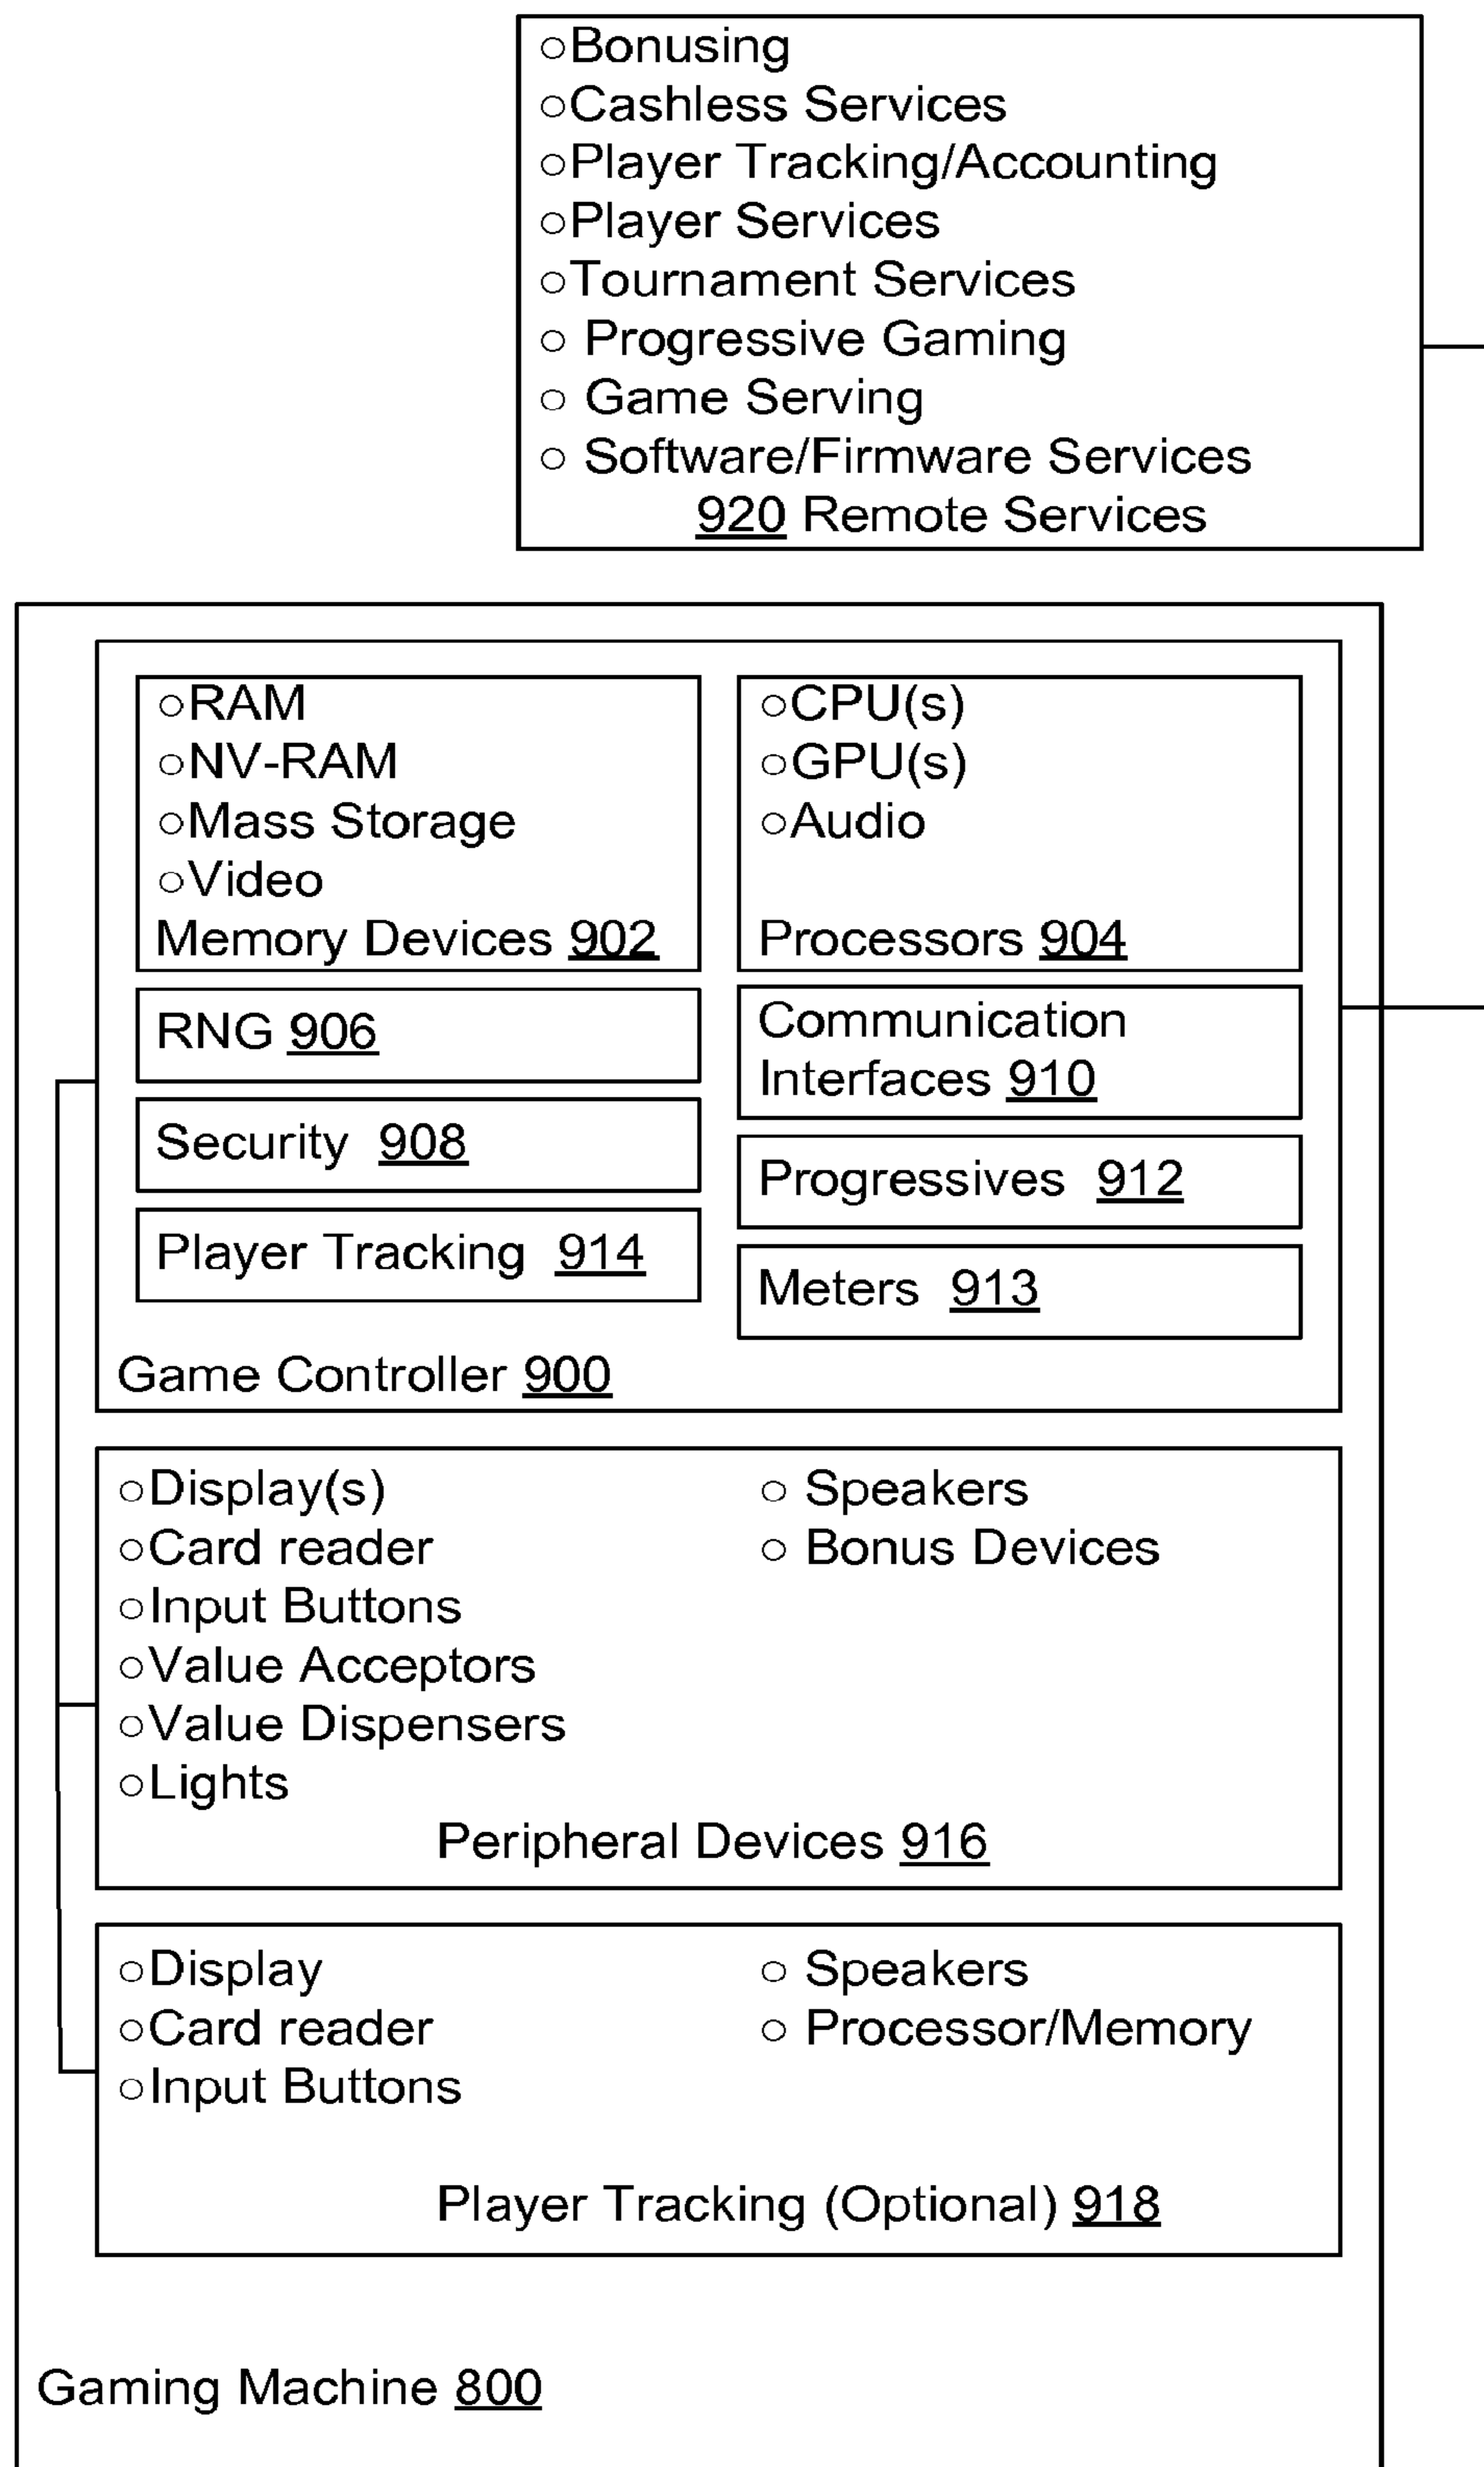 ○Bonusing
○Cashless Services
○Player Tracking/Accounting
○Player Services
○Tournament Services
○ Progressive Gaming
○ Game Serving
○ Software/Firmware Services
920 Remote Services
○RAM
○NV-RAM
○Mass Storage
○Video
Memory Devices 902
○CPU(s)
○GPU(s)
○Audio
Processors 904
RNG 906
Security 908
Player Tracking 914
Communication
Interfaces 910
Progressives 912
Meters 913
Game Controller 900
○Display(s)
○Card reader
○Input Buttons
○Value Acceptors
○Value Dispensers
○Lights
○ Speakers
○ Bonus Devices
Peripheral Devices 916
○Display
○Card reader
○Input Buttons
○ Speakers
○ Processor/Memory
Player Tracking (Optional) 918
Gaming Machine 800